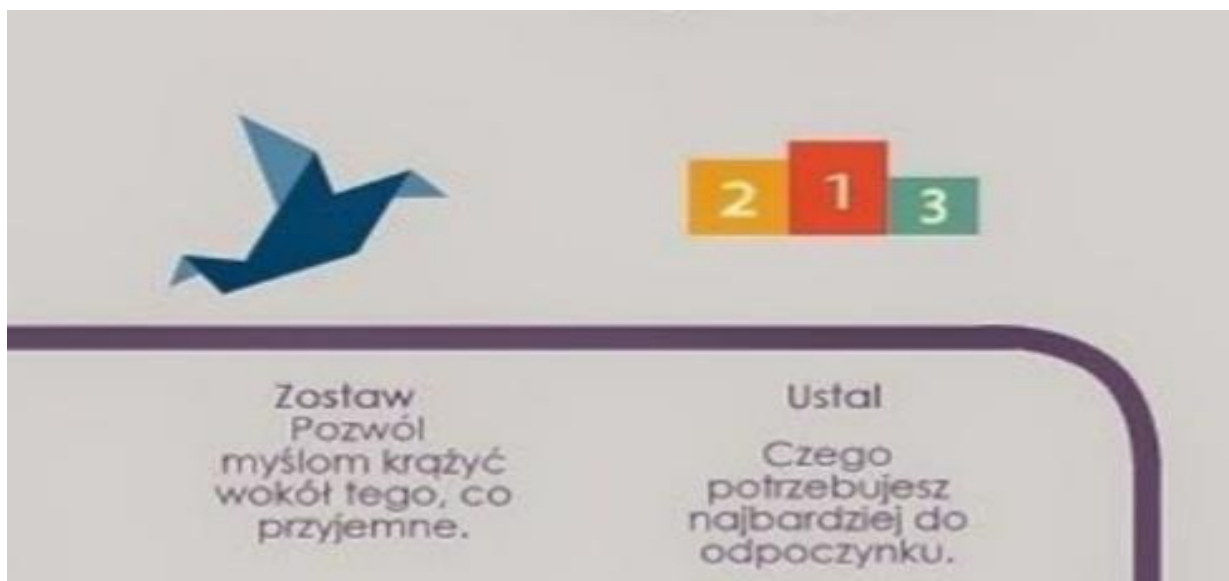 2 1 3
Zostaw
Pozwól
myślom krążyć
wokół tego, co
przyjemne.
Ustal
Czego
potrzebujesz
najbardziej do
odpoczynku.